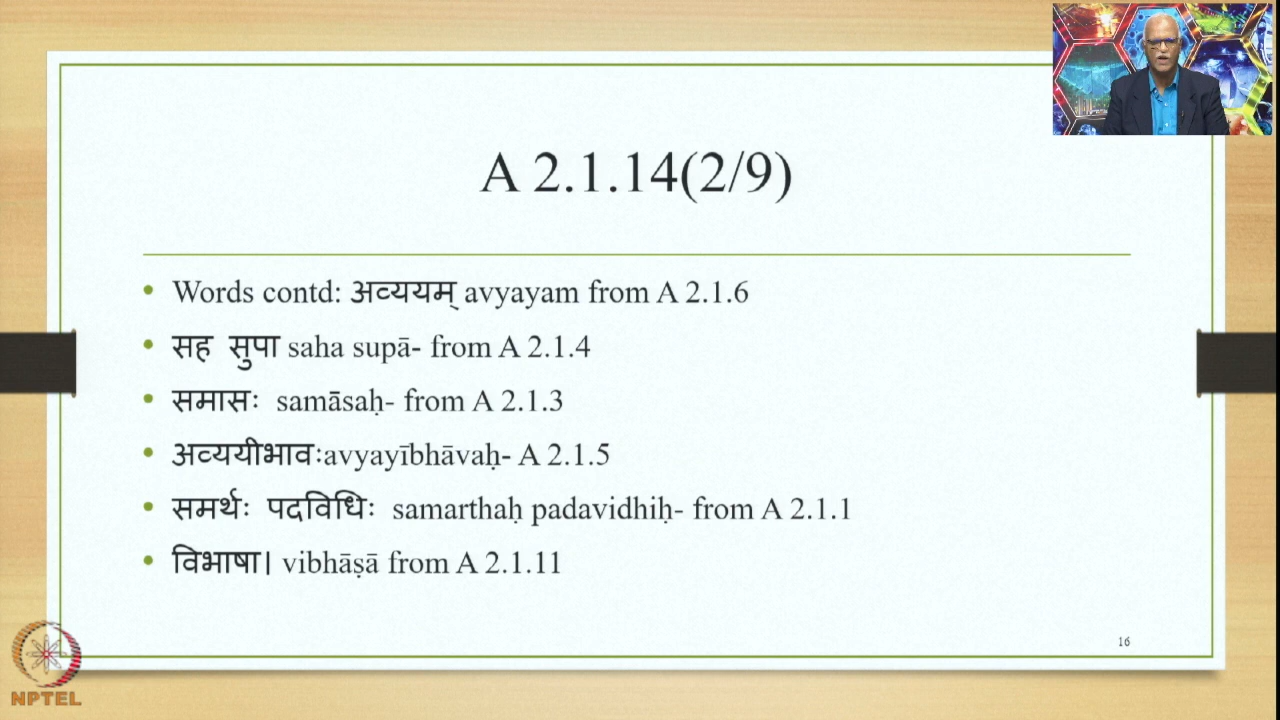 A 2.1.14(2/9)
• Words contd: अव्ययम् avyayam from A 2.1.6
• सह सुपा saha supā- from A 2.1.4
• समासः samāsaḥ- from A 2.1.3
• अव्ययीभावःavyayībhāvaḥ- A 2.1.5
• समर्थः पदविधिः samarthaḥ padavidhiḥ- from A 2.1.1
• विभाषा। vibhāṣā from A 2.1.11
16
NPTEL